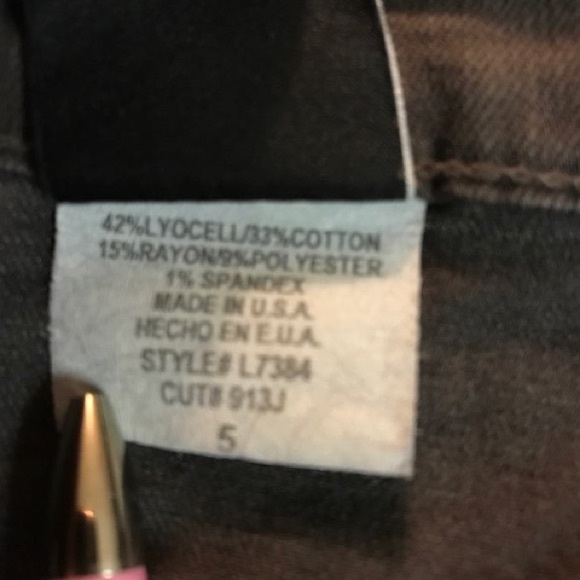 42%LYOCELL/33%COTTON
15%RAYON/9%POLYESTER
1% SPANDEX
MADE IN U.S.A.
HECHO EN E.U.A.
STYLE# L7384
CUT# 913J
5